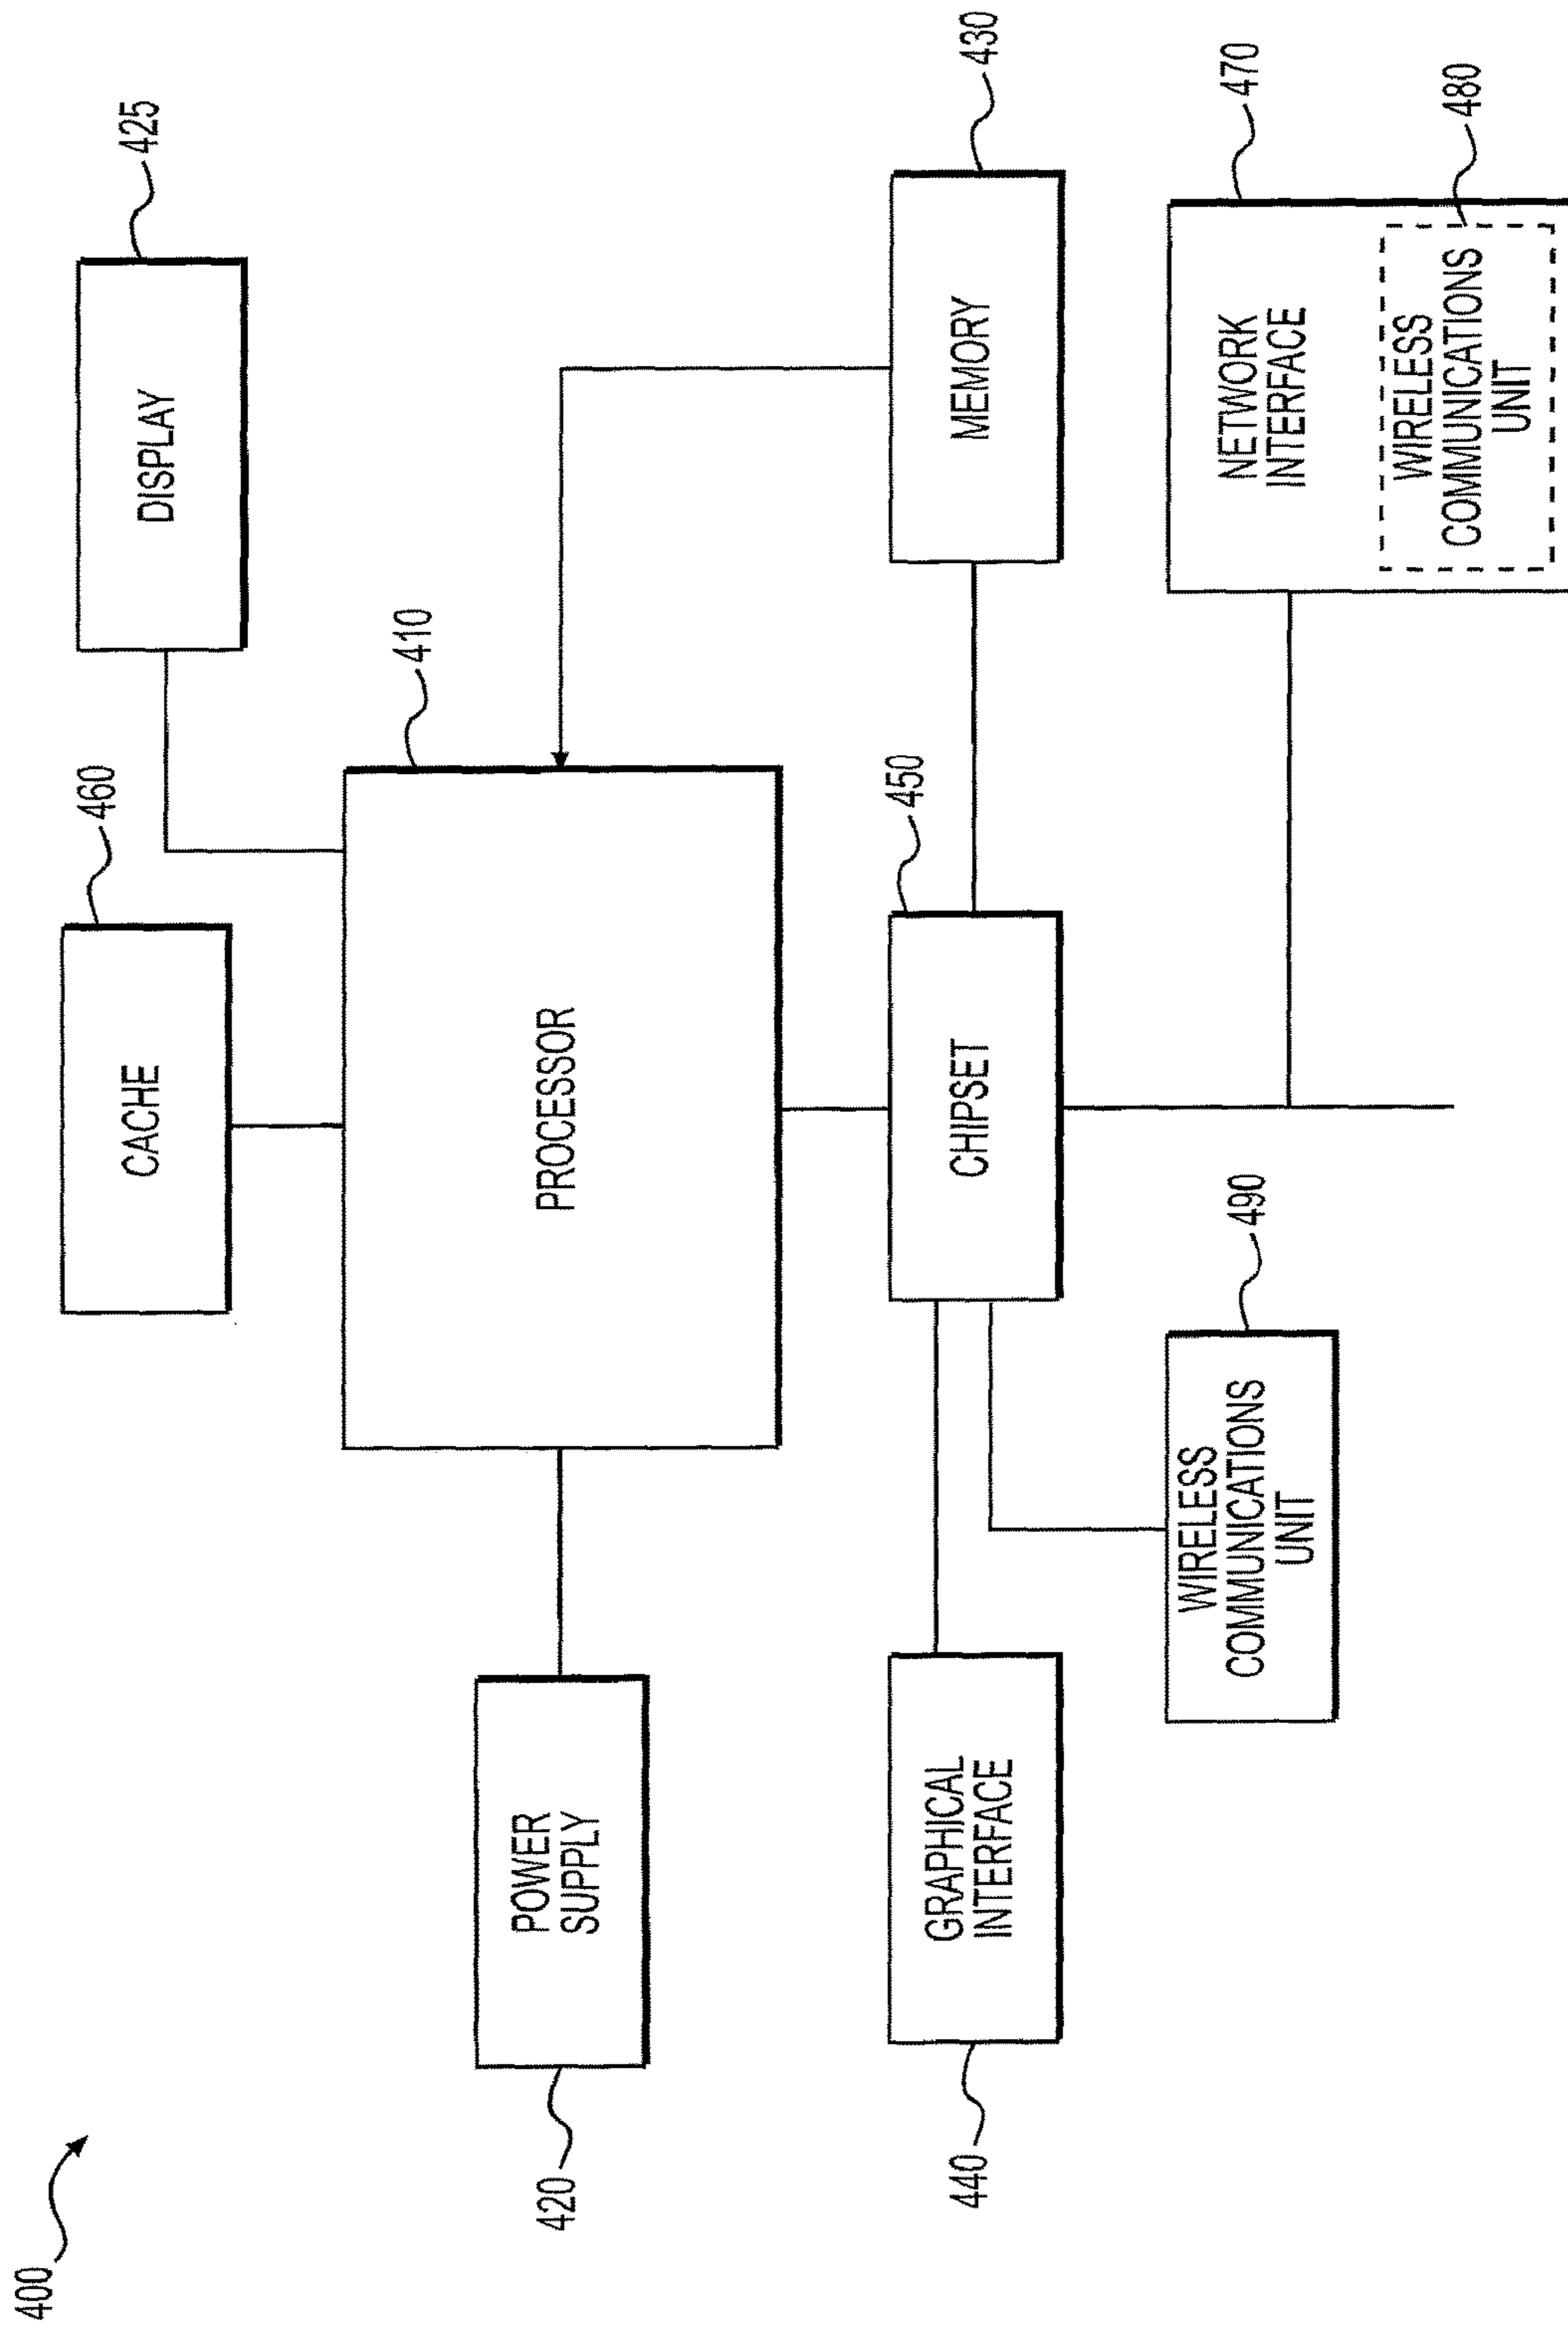 400
460
CACHE
425
DISPLAY
410
PROCESSOR
420
POWER
SUPPLY
450
CHIPSET
430
MEMORY
440
GRAPHICAL
INTERFACE
490
WIRELESS
COMMUNICATIONS
UNIT
470
NETWORK
INTERFACE
480
WIRELESS
COMMUNICATIONS
UNIT